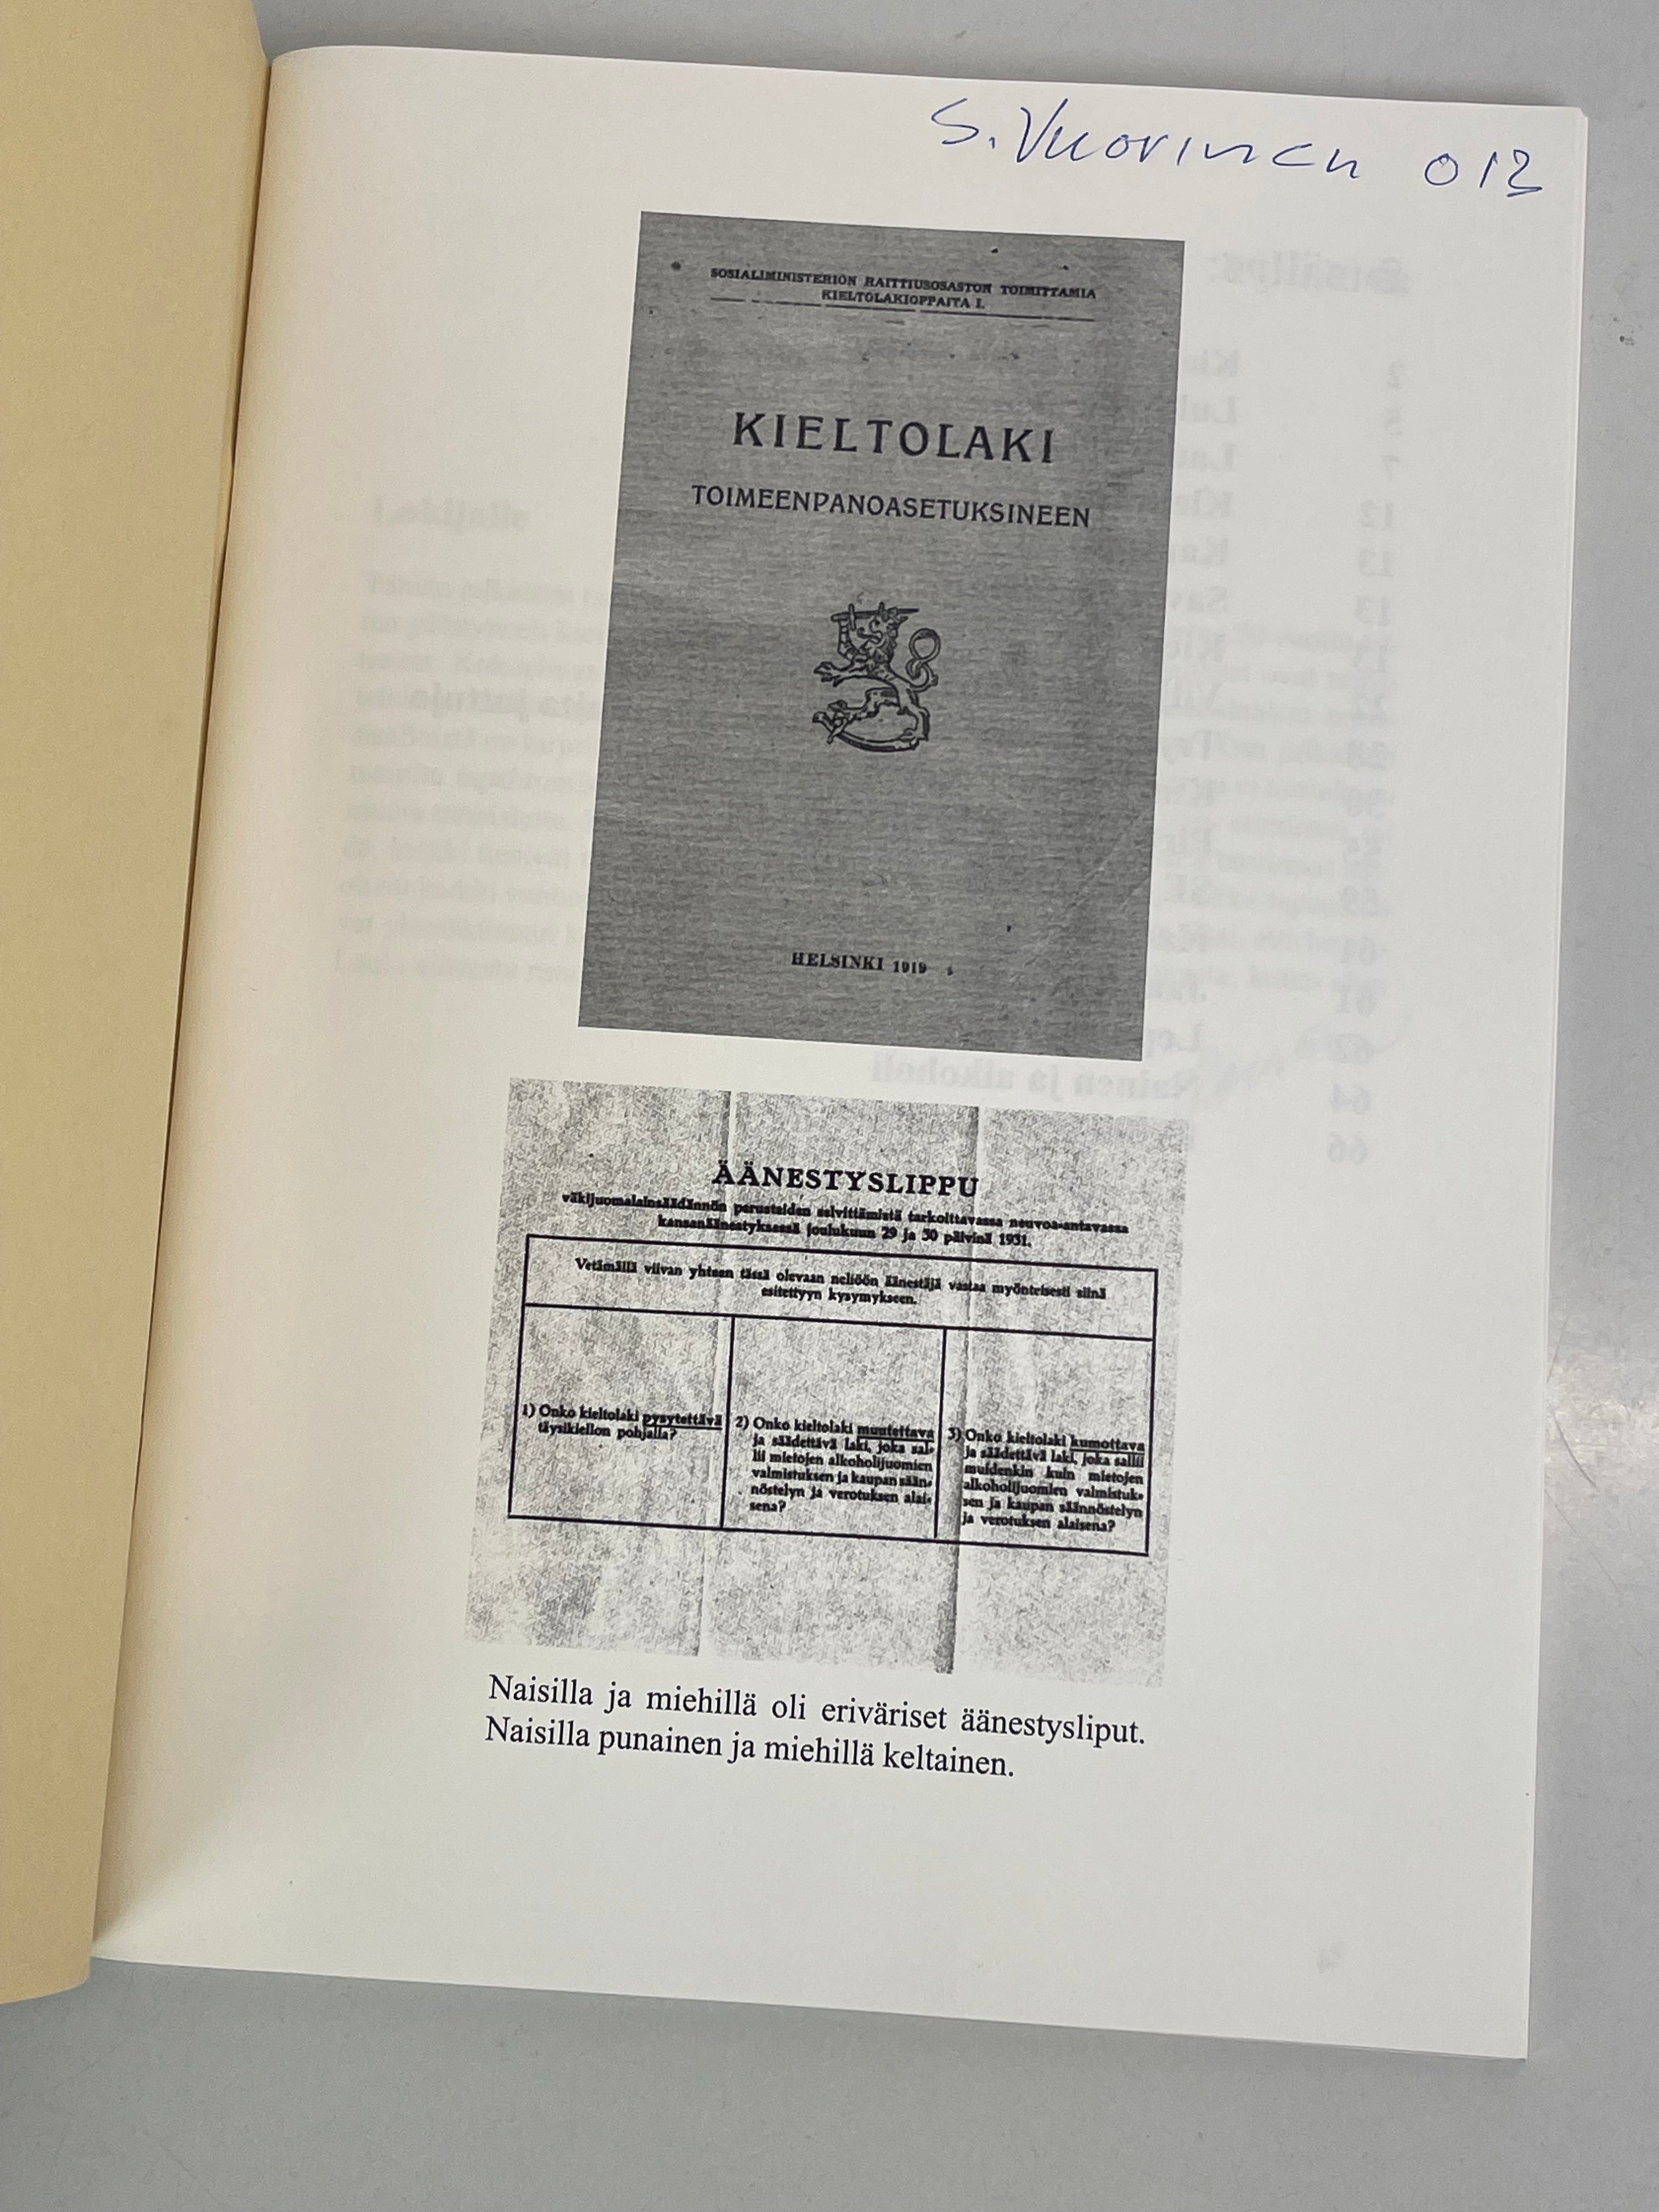 S. Vuorinen 013
SOSIALIMINISTERIÖN RAITTIUSOSASTON TOIMITTAMIA
KIELTOLAKIOPPAITA I.
KIELTOLAKI
TOIMEENPANOASETUKSINEEN
HELSINKI 1919
ÄÄNESTYSLIPPU
väkijuomalainsäädännön perusteiden selvittämistä tarkoittavassa neuvoa-antavassa
kansanäänestyksessä joulukuun 29 ja 30 päivinä 1931.
Vetämällä viivan yhteen tässä olevaan neliöön äänestäjä vastaa myönteisesti siinä
esitettyyn kysymykseen.
1) Onko kieltolaki pysytettävä
täysikiellon pohjalla?
2) Onko kieltolaki muutettava
ja säädettävä laki, joka sal-
lii mietojen alkoholijuomien
valmistuksen ja kaupan sään-
nöstelyn ja verotuksen alai-
sena?
3) Onko kieltolaki kumottava
ja säädettävä laki, joka sallii
muidenkin kuin mietojen
alkoholijuomien valmistuk-
sen ja kaupan säännöstelyn
ja verotuksen alaisena?
Naisilla ja miehillä oli eriväriset äänestysliput.
Naisilla punainen ja miehillä keltainen.